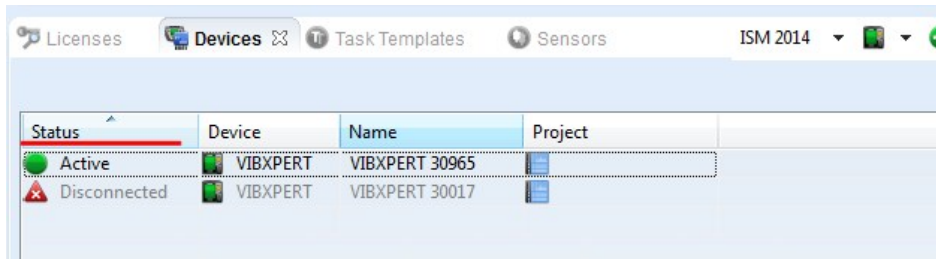 Licenses Devices Task Templates Sensors ISM 2014
Status Device Name Project
Active VIBXPERT VIBXPERT 30965
Disconnected VIBXPERT VIBXPERT 30017